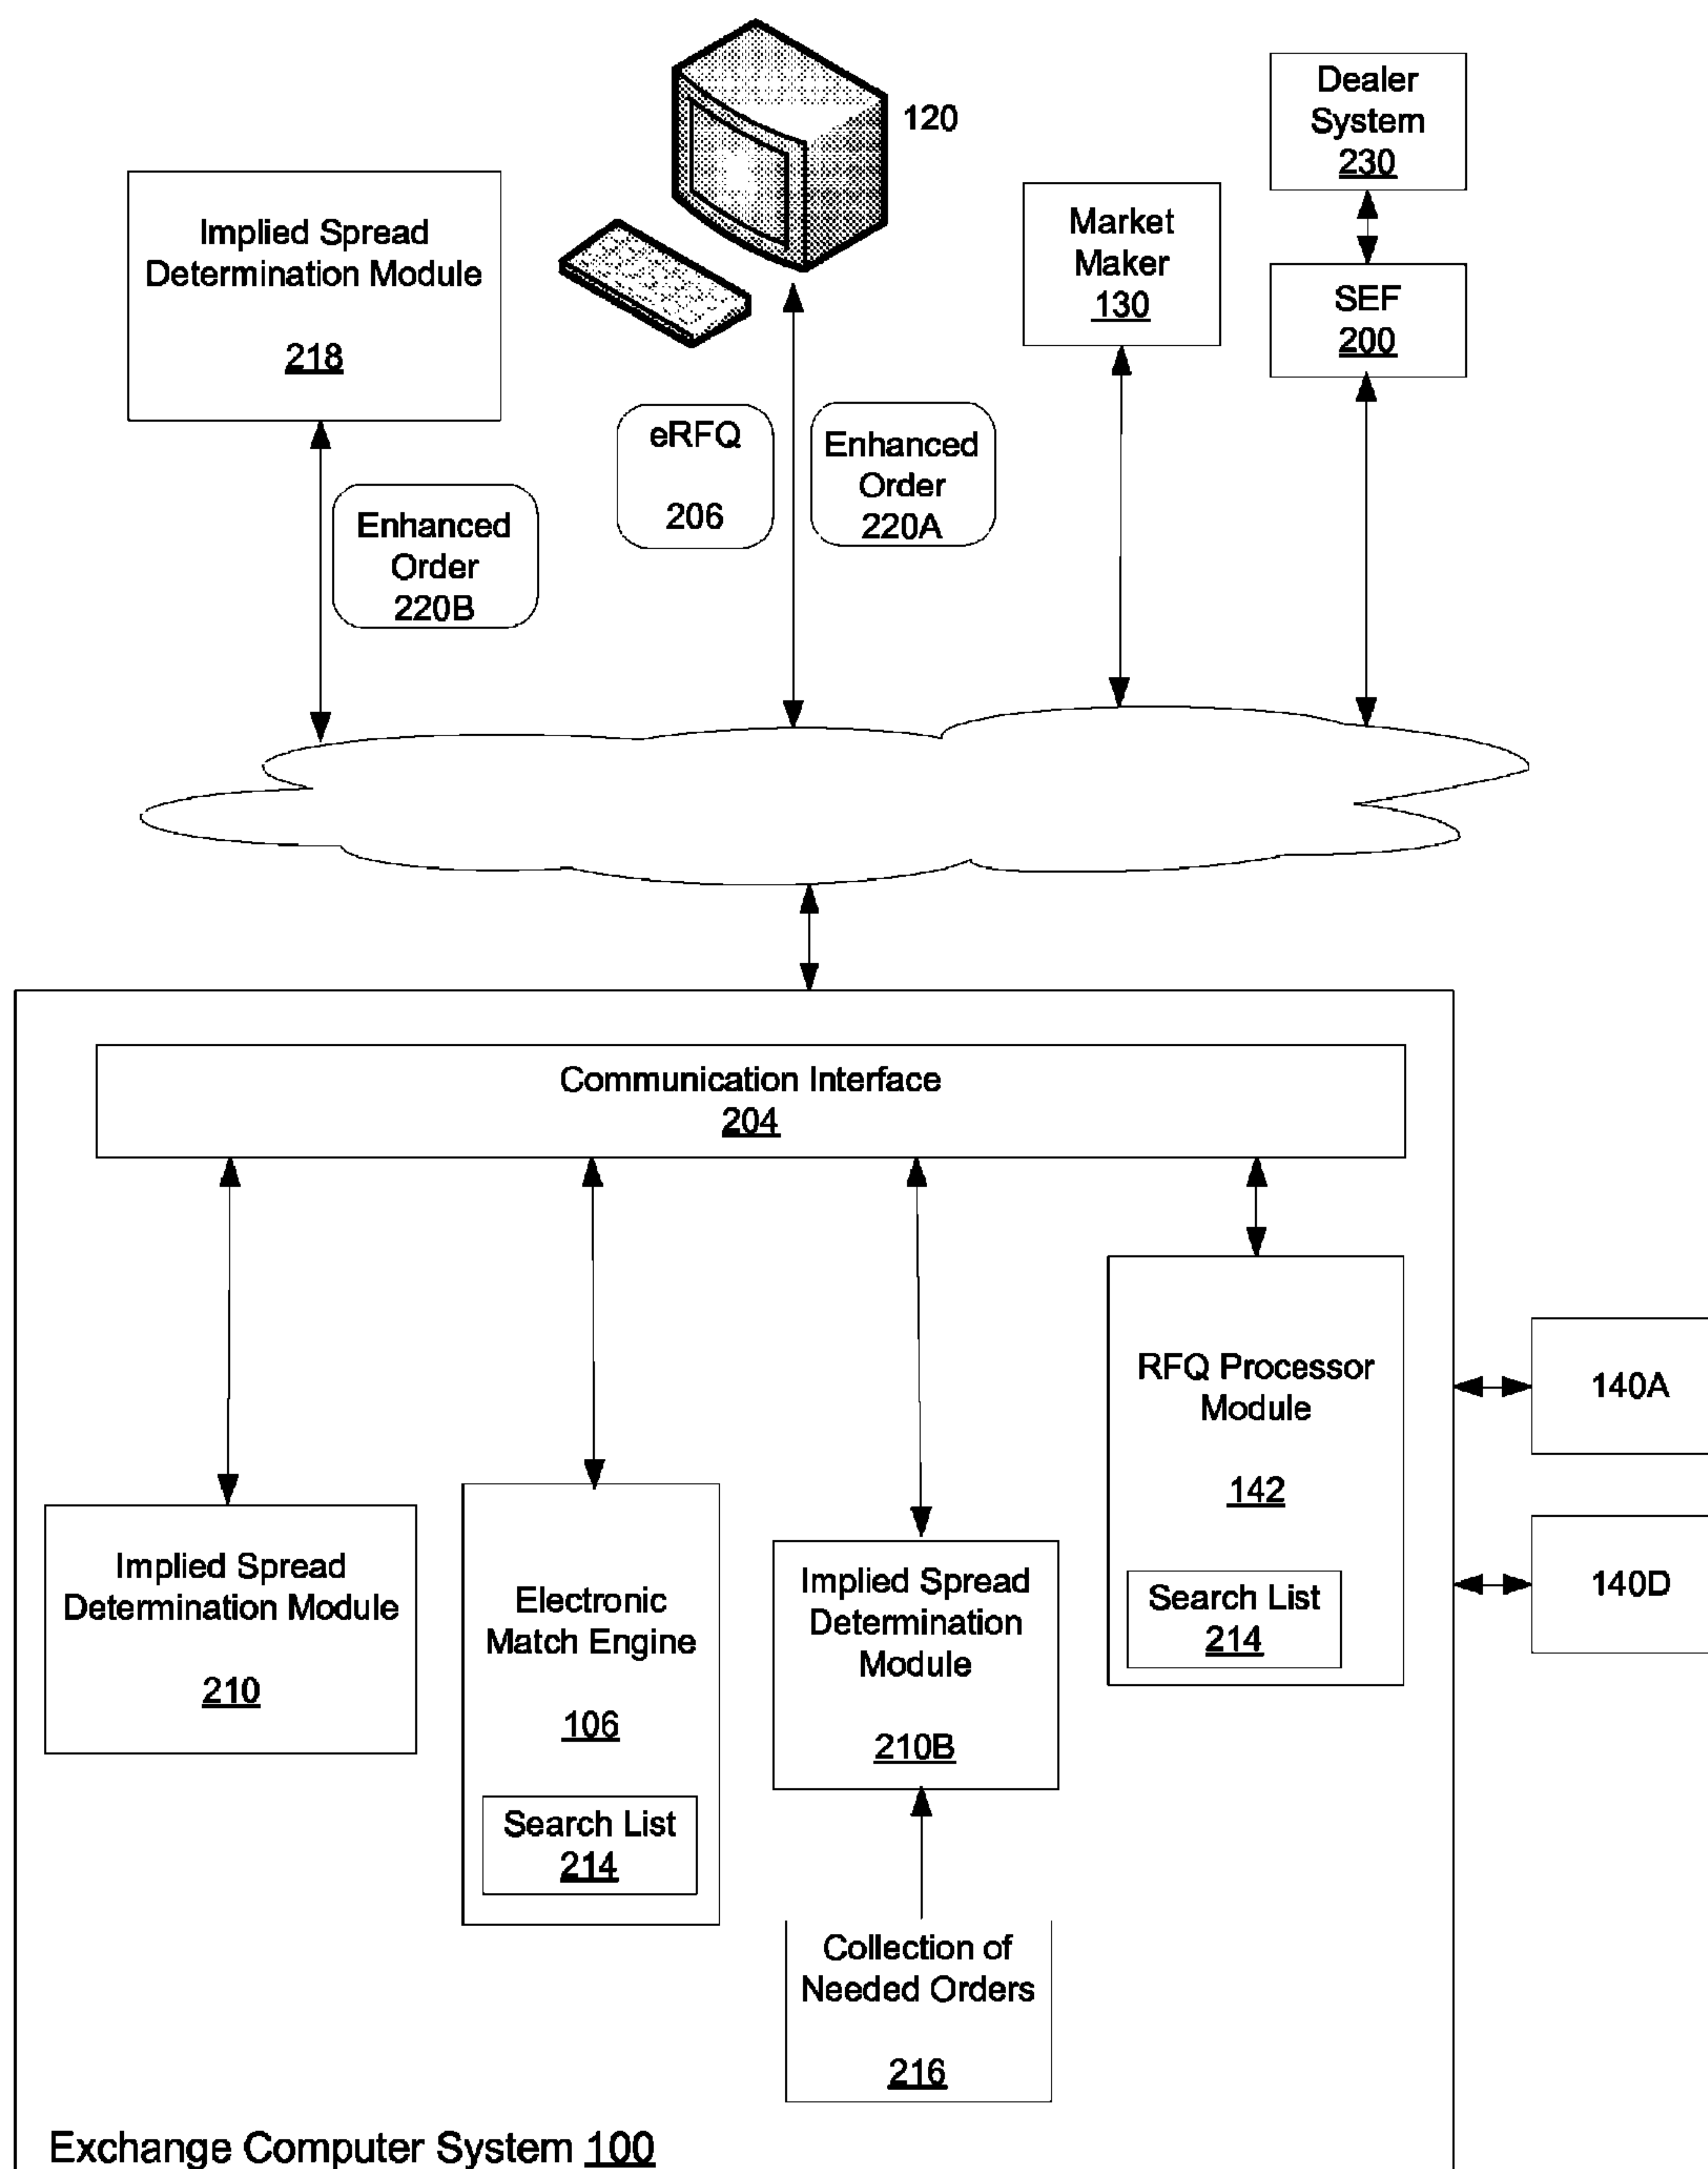 120
Dealer
System
230
Implied Spread
Determination Module
218
Market
Maker
130
SEF
200
eRFQ
206
Enhanced
Order
220A
Enhanced
Order
220B
Communication Interface
204
RFQ Processor
Module
142
Search List
214
140A
140D
Implied Spread
Determination Module
210
Electronic
Match Engine
106
Search List
214
Implied Spread
Determination
Module
210B
Collection of
Needed Orders
216
Exchange Computer System 100